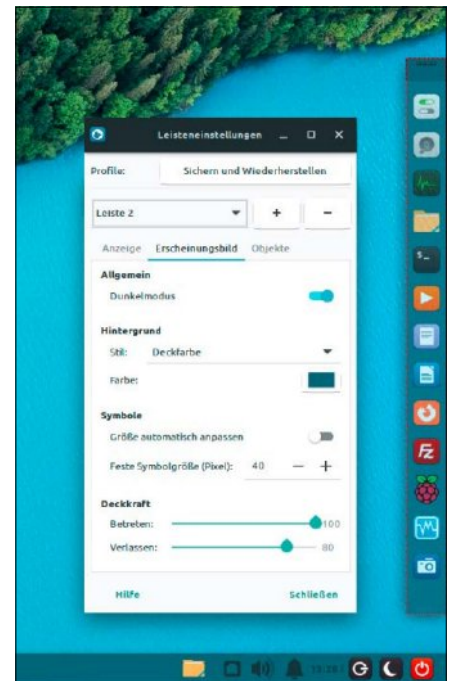 Leisteneinstellungen
Profile: Sichern und Wiederherstellen
Leiste 2 + −
Anzeige Erscheinungsbild Objekte
Allgemein
Dunkelmodus
Hintergrund
Stil: Deckfarbe
Farbe:
Symbole
Größe automatisch anpassen
Feste Symbolgröße (Pixel): 40 − +
Deckkraft
Betreten: 100
Verlassen: 80
Hilfe Schließen
Fz